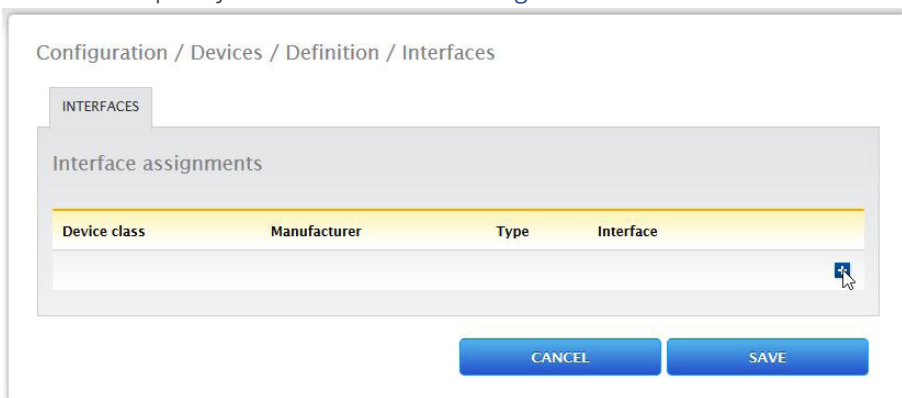 Configuration / Devices / Definition / Interfaces
INTERFACES
Interface assignments
Device class Manufacturer Type Interface
CANCEL SAVE